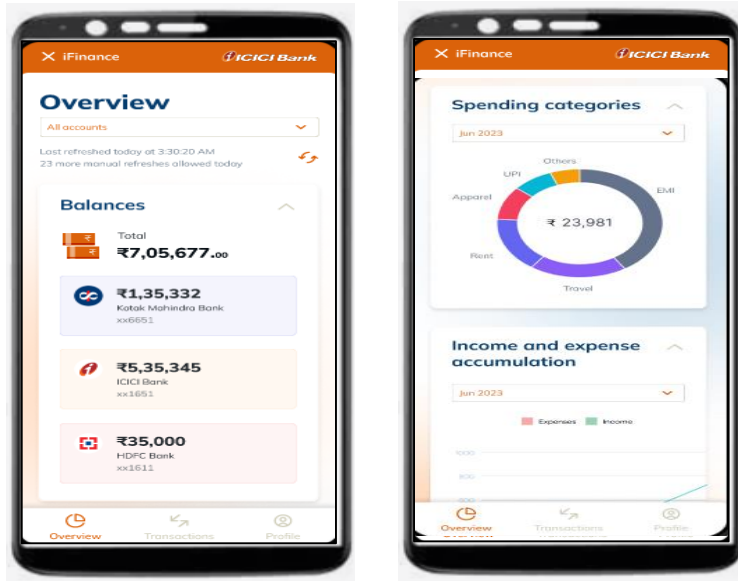 × iFinance
ICICI Bank
Overview
All accounts
Last refreshed today at 3:30:20 AM
23 more manual refreshes allowed today
Balances
Total
₹7,05,677.00
₹1,35,332
Kotak Mahindra Bank
xx6651
₹5,35,345
ICICI Bank
xx1651
₹35,000
HDFC Bank
xx1611
Overview Transactions Profile
× iFinance
ICICI Bank
Spending categories
Jun 2023
Others
UPI
EMI
Apparel
₹ 23,981
Rent
Travel
Income and expense
accumulation
Jun 2023
Expenses Income
1000
800
600
Overview Transactions Profile